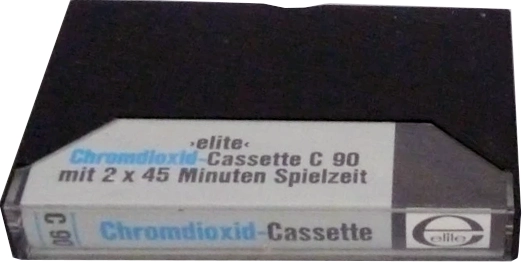 ›elite‹
Chromdioxid-Cassette C 90
mit 2 x 45 Minuten Spielzeit
C 90
Chromdioxid-Cassette
elite